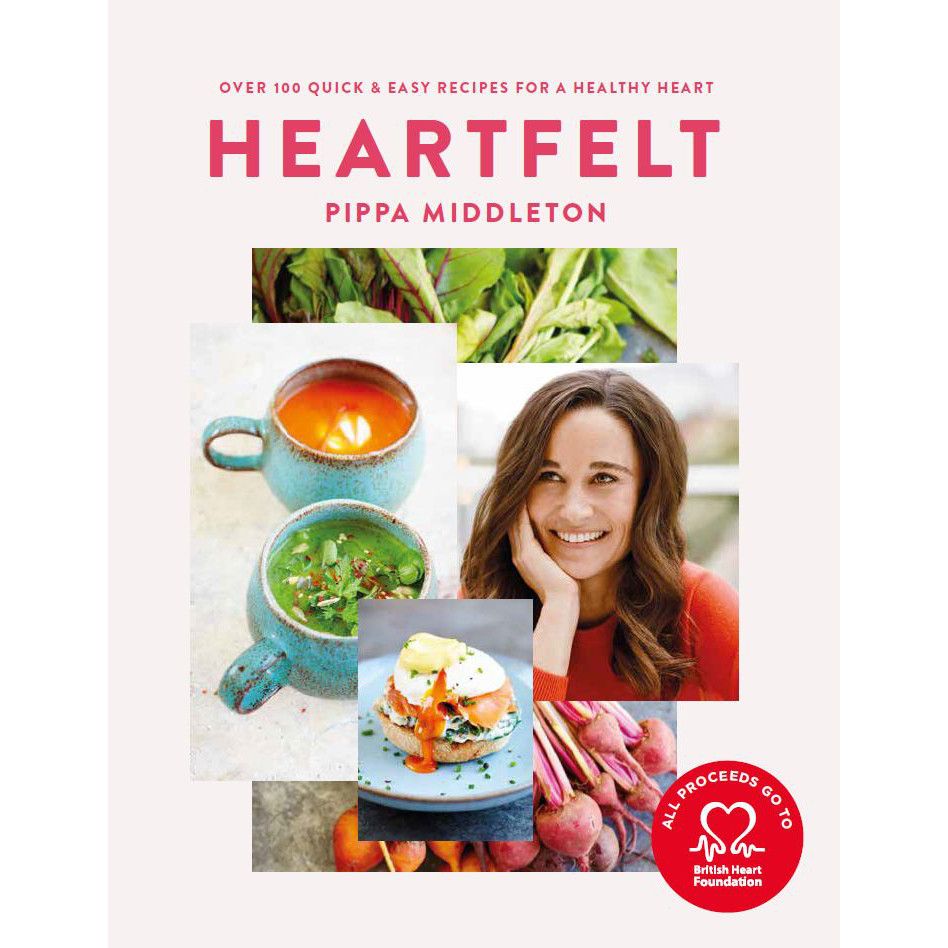 OVER 100 QUICK & EASY RECIPES FOR A HEALTHY HEART
HEARTFELT
PIPPA MIDDLETON
ALL PROCEEDS GO TO
British Heart
Foundation